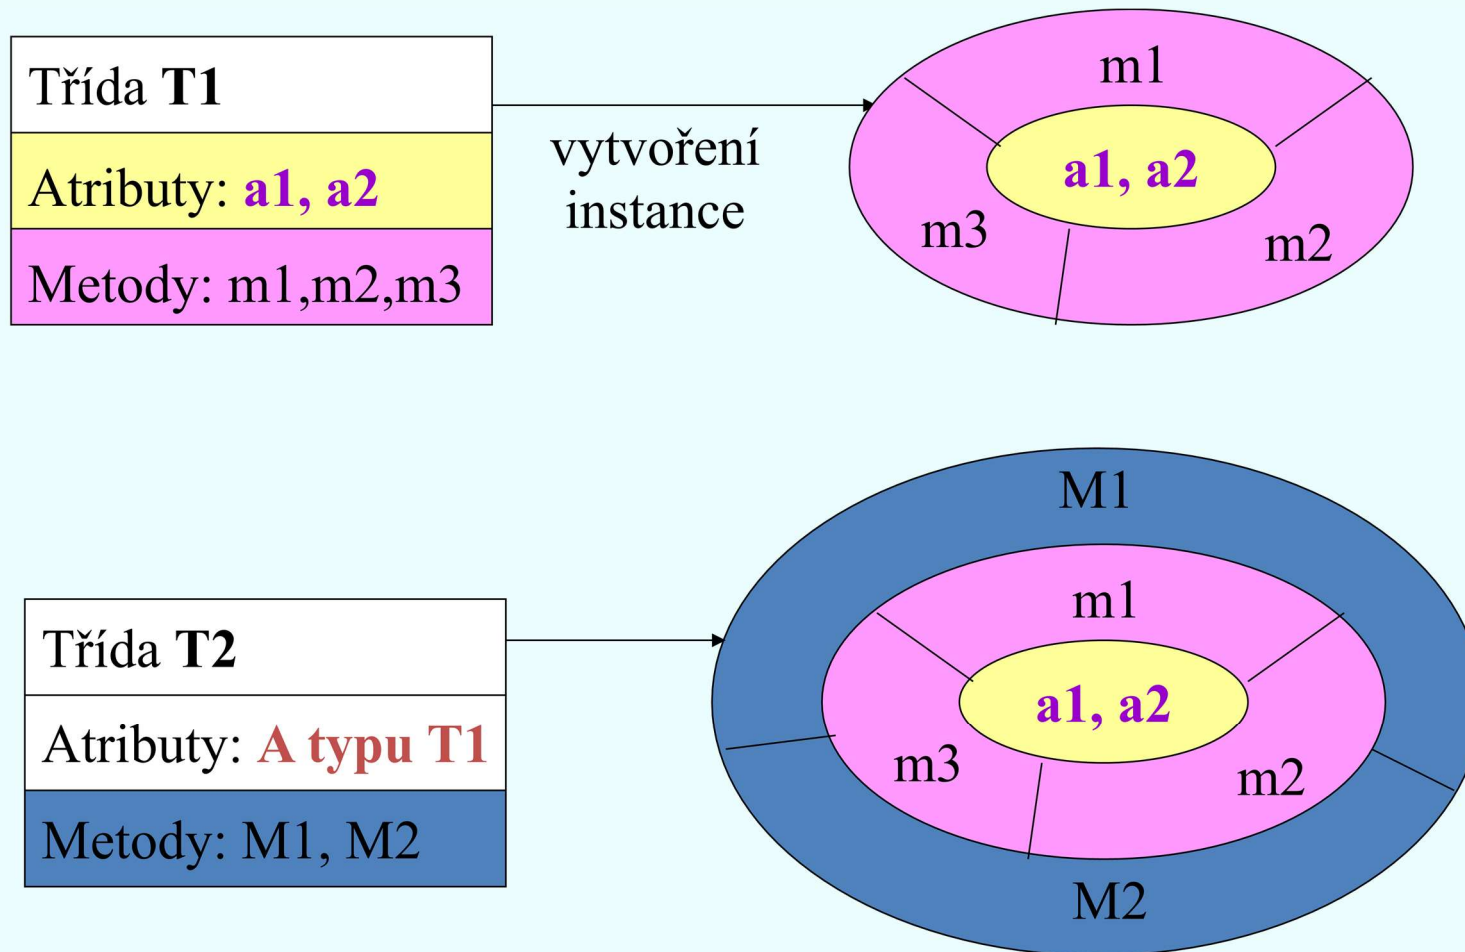 Třída T1
Atributy: a1, a2
Metody: m1,m2,m3
vytvoření
instance
m1
a1, a2
m3
m2
Třída T2
Atributy: A typu T1
Metody: M1, M2
M1
m1
a1, a2
m3
m2
M2